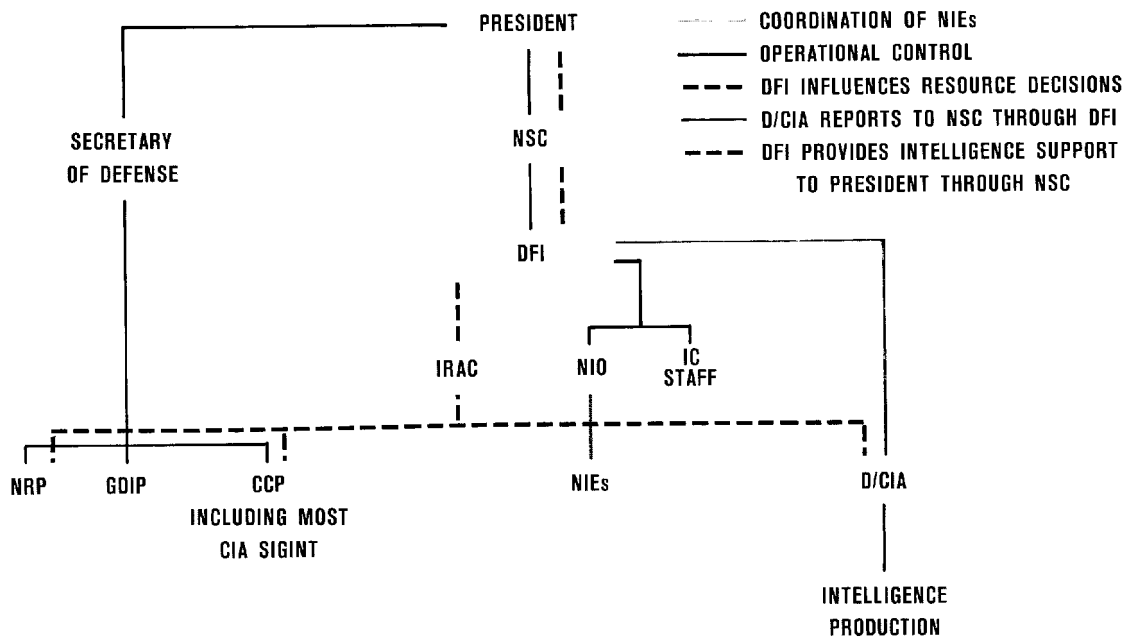 PRESIDENT
COORDINATION OF NIEs
OPERATIONAL CONTROL
DFI INFLUENCES RESOURCE DECISIONS
D/CIA REPORTS TO NSC THROUGH DFI
DFI PROVIDES INTELLIGENCE SUPPORT
TO PRESIDENT THROUGH NSC
SECRETARY
OF DEFENSE
NSC
DFI
IRAC
NIO
IC
STAFF
NRP
GDIP
CCP
INCLUDING MOST
CIA SIGINT
NIEs
D/CIA
INTELLIGENCE
PRODUCTION